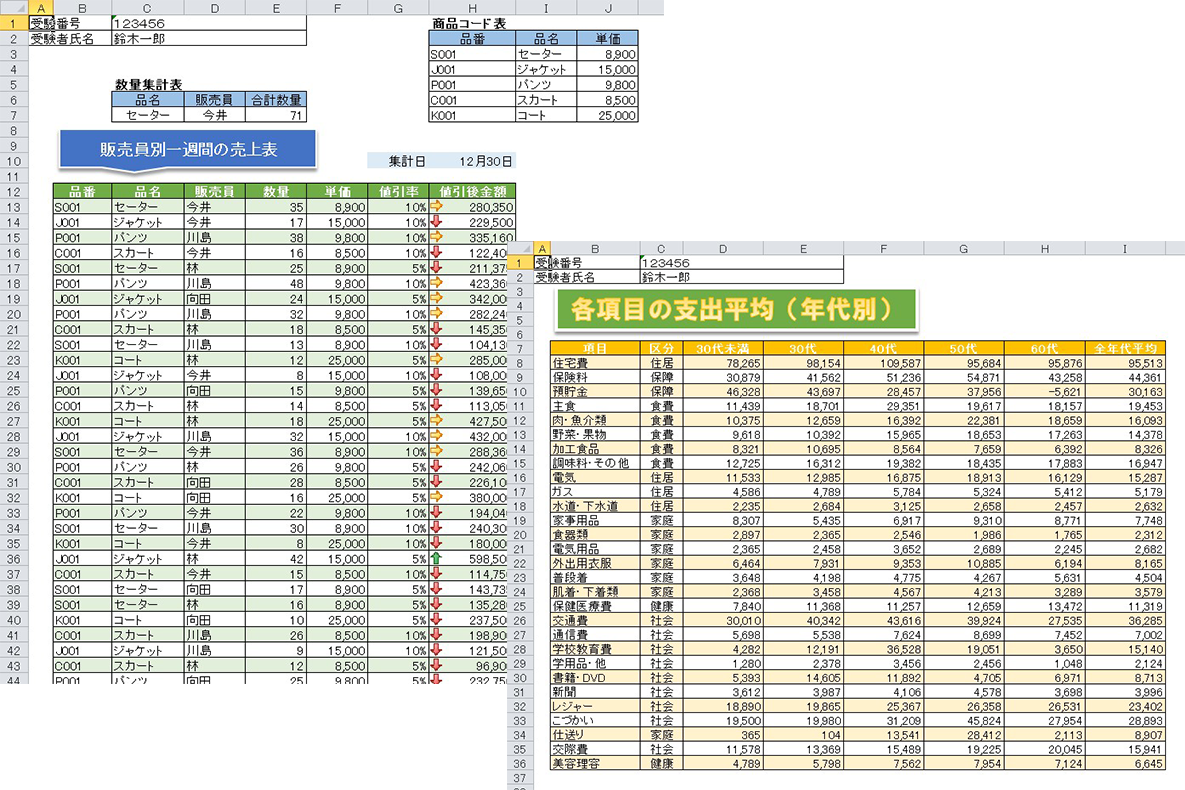 A B C D E F G H I J
1 受験番号 123456 商品コード表
2 受験者氏名 鈴木一郎 品番 品名 単価
3 S001 セーター 8,900
4 J001 ジャケット 15,000
5 数量集計表 P001 パンツ 9,800
6 品名 販売員 合計数量 C001 スカート 8,500
7 セーター 今井 71 K001 コート 25,000
8
9 販売員別一週間の売上表
10 集計日 12月30日
11
12 品番 品名 販売員 数量 単価 値引率 値引後金額
13 S001 セーター 今井 35 8,900 10% 280,350
14 J001 ジャケット 今井 17 15,000 10% 229,500
15 P001 パンツ 川島 38 9,800 10% 335,160
16 C001 スカート 今井 16 8,500 10% 122,40
17 S001 セーター 林 25 8,900 5% 211,37
18 P001 パンツ 川島 48 9,800 10% 423,36
19 J001 ジャケット 向田 24 15,000 5% 342,00
20 P001 パンツ 川島 32 9,800 10% 282,24
21 C001 スカート 林 18 8,500 5% 145,35
22 S001 セーター 川島 13 8,900 10% 104,13
23 K001 コート 林 12 25,000 5% 285,00
24 J001 ジャケット 今井 8 15,000 10% 108,00
25 P001 パンツ 向田 15 9,800 5% 139,65
26 C001 スカート 林 14 8,500 5% 113,05
27 K001 コート 林 18 25,000 5% 427,50
28 J001 ジャケット 川島 32 15,000 10% 432,00
29 S001 セーター 今井 36 8,900 10% 288,36
30 P001 パンツ 林 26 9,800 5% 242,06
31 C001 スカート 向田 28 8,500 5% 226,10
32 K001 コート 向田 16 25,000 5% 380,00
33 P001 パンツ 今井 22 9,800 10% 194,04
34 S001 セーター 川島 30 8,900 10% 240,30
35 K001 コート 今井 8 25,000 10% 180,00
36 J001 ジャケット 林 42 15,000 5% 598,50
37 C001 スカート 今井 15 8,500 10% 114,75
38 S001 セーター 向田 17 8,900 5% 143,73
39 S001 セーター 林 16 8,900 5% 135,28
40 K001 コート 向田 10 25,000 5% 237,50
41 C001 スカート 川島 26 8,500 10% 198,90
42 J001 ジャケット 川島 9 15,000 10% 121,50
43 C001 スカート 林 12 8,500 5% 96,90
44 P001 パンツ 向田 25 9,800 5% 232,75
A B C D E F G H I
1 受験番号 123456
2 受験者氏名 鈴木一郎
3
4 各項目の支出平均（年代別）
5
6
7 項目 区分 30代未満 30代 40代 50代 60代 全年代平均
8 住宅費 住居 78,265 98,154 109,587 95,684 95,876 95,513
9 保険料 保障 30,879 41,562 51,236 54,871 43,258 44,361
10 預貯金 保障 46,328 43,697 28,457 37,956 -5,621 30,163
11 主食 食費 11,439 18,701 29,351 19,617 18,157 19,453
12 肉・魚介類 食費 10,375 12,659 16,392 22,381 18,659 16,093
13 野菜・果物 食費 9,618 10,392 15,965 18,653 17,263 14,378
14 加工食品 食費 8,321 10,695 8,564 7,659 6,392 8,326
15 調味料・その他 食費 12,725 16,312 19,382 18,435 17,883 16,947
16 電気 住居 11,533 12,985 16,875 18,913 16,129 15,287
17 ガス 住居 4,586 4,789 5,784 5,324 5,412 5,179
18 水道・下水道 住居 2,235 2,684 3,125 2,658 2,457 2,632
19 家事用品 家庭 8,307 5,435 6,917 9,310 8,771 7,748
20 食器類 家庭 2,897 2,365 2,546 1,986 1,765 2,312
21 電気用品 家庭 2,365 2,458 3,652 2,689 2,245 2,682
22 外出用衣服 家庭 6,464 7,931 9,353 10,885 6,194 8,165
23 普段着 家庭 3,648 4,198 4,775 4,267 5,631 4,504
24 肌着・下着類 家庭 2,368 3,458 4,567 4,213 3,289 3,579
25 保健医療費 健康 7,840 11,368 11,257 12,659 13,472 11,319
26 交通費 社会 30,010 40,342 43,616 39,924 27,535 36,285
27 通信費 社会 5,698 5,538 7,624 8,699 7,452 7,002
28 学校教育費 社会 4,282 12,191 36,528 19,051 3,650 15,140
29 学用品・他 社会 1,280 2,378 3,456 2,456 1,048 2,124
30 書籍・DVD 社会 5,393 14,605 11,892 4,705 6,971 8,713
31 新聞 社会 3,612 3,987 4,106 4,578 3,698 3,996
32 レジャー 社会 18,890 19,865 25,367 26,358 26,531 23,402
33 こづかい 社会 19,500 19,980 31,209 45,824 27,954 28,893
34 仕送り 家庭 365 104 13,541 28,412 2,113 8,907
35 交際費 社会 11,578 13,369 15,489 19,225 20,045 15,941
36 美容理容 健康 4,789 5,798 7,562 7,954 7,124 6,645
37